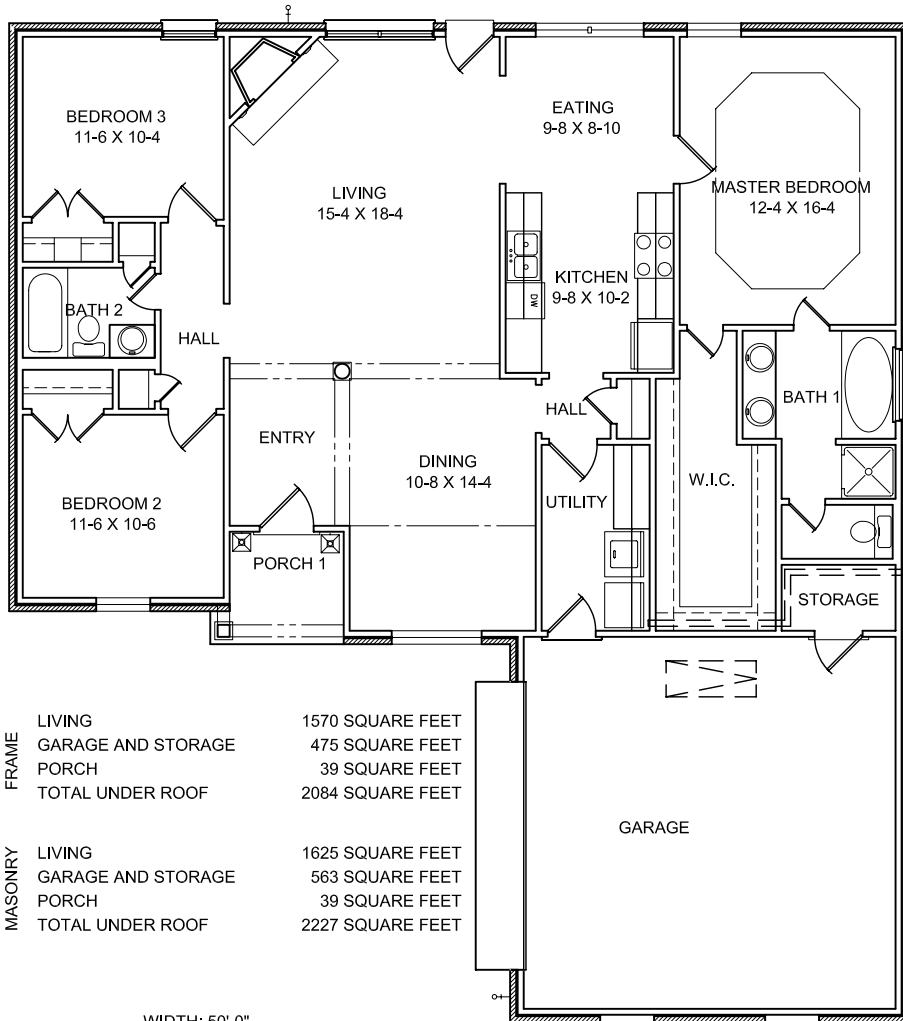 BEDROOM 3
11-6 X 10-4
LIVING
15-4 X 18-4
EATING
9-8 X 8-10
MASTER BEDROOM
12-4 X 16-4
KITCHEN
9-8 X 10-2
DW
BATH 2
HALL
BATH 1
HALL
ENTRY
DINING
10-8 X 14-4
UTILITY
W.I.C.
BEDROOM 2
11-6 X 10-6
PORCH 1
STORAGE
GARAGE
FRAME
LIVING 1570 SQUARE FEET
GARAGE AND STORAGE 475 SQUARE FEET
PORCH 39 SQUARE FEET
TOTAL UNDER ROOF 2084 SQUARE FEET
MASONRY
LIVING 1625 SQUARE FEET
GARAGE AND STORAGE 563 SQUARE FEET
PORCH 39 SQUARE FEET
TOTAL UNDER ROOF 2227 SQUARE FEET
WIDTH: 50'-0"